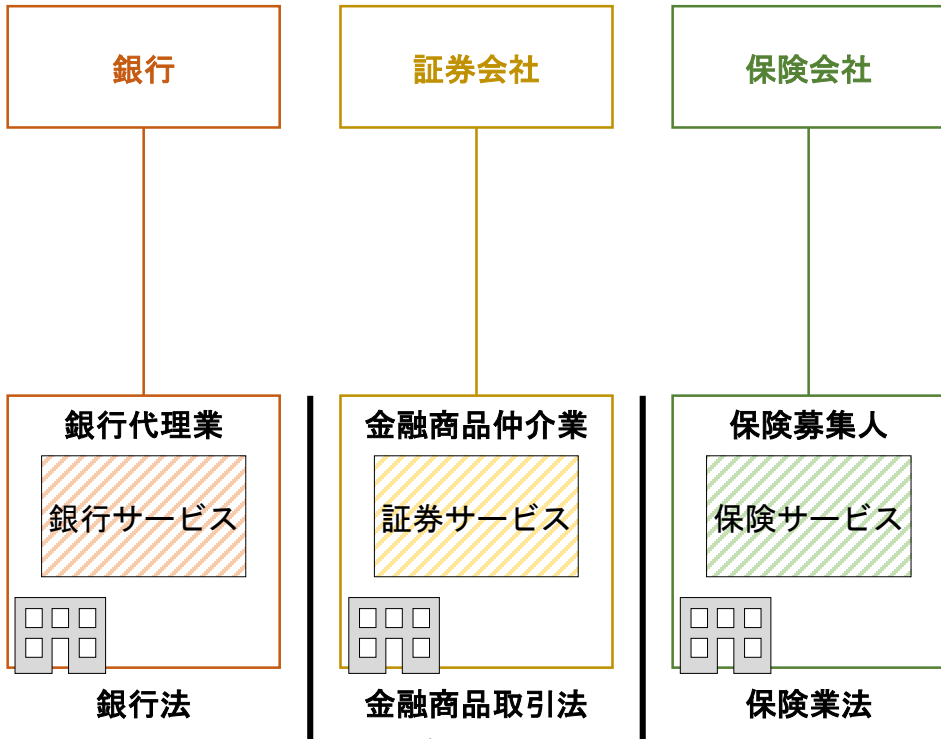 銀行
証券会社
保険会社
銀行代理業
金融商品仲介業
保険募集人
銀行サービス
証券サービス
保険サービス
銀行法
金融商品取引法
保険業法